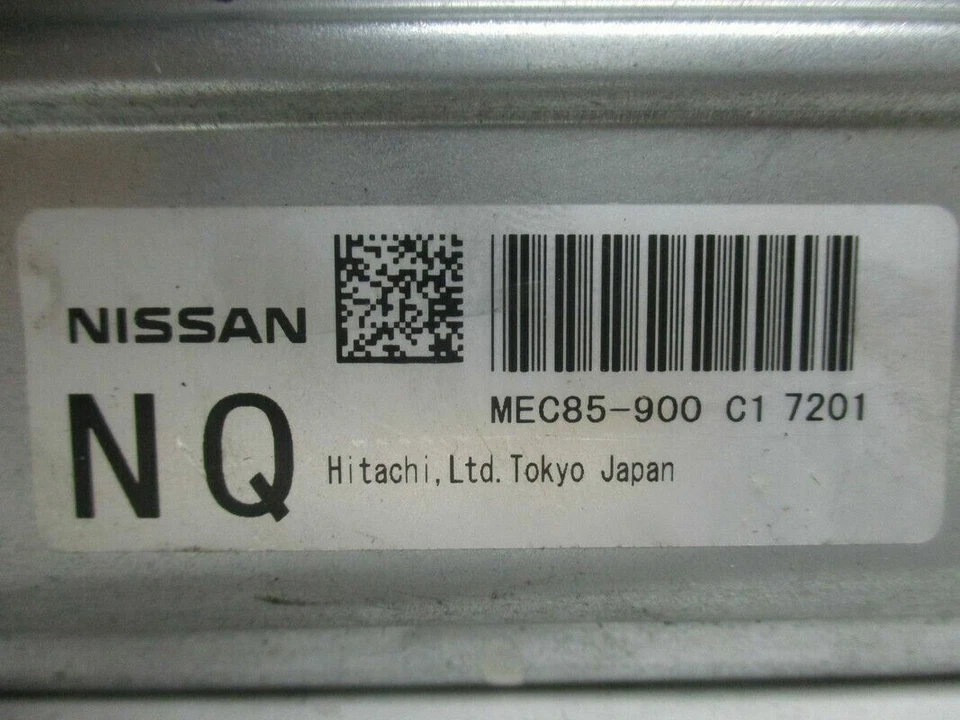 NISSAN
MEC85-900 C1 7201
NQ
Hitachi,Ltd.Tokyo Japan